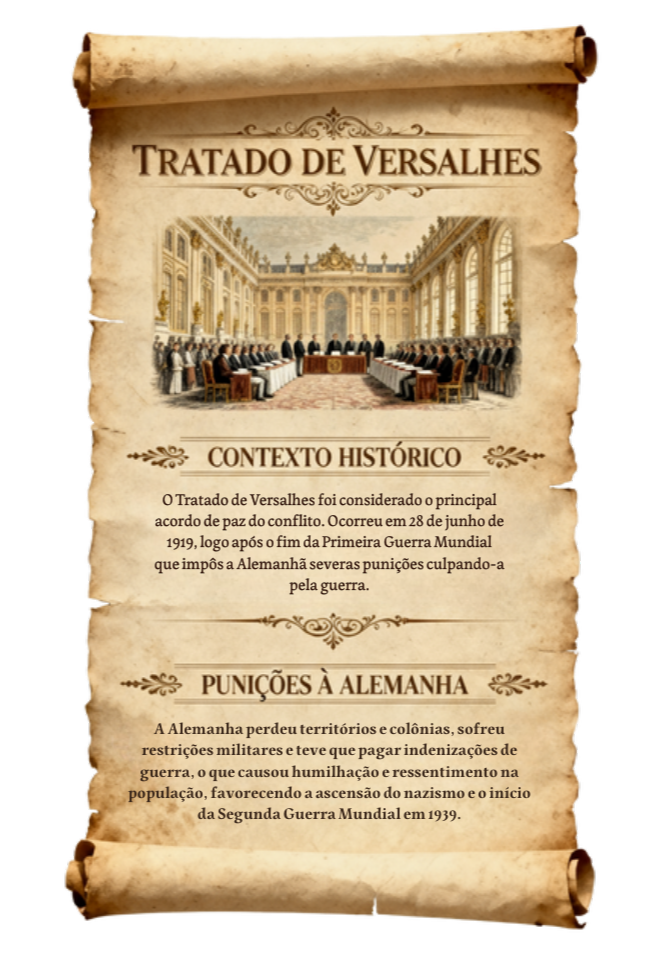 TRATADO DE VERSALHES
CONTEXTO HISTÓRICO
O Tratado de Versalhes foi considerado o principal
acordo de paz do conflito. Ocorreu em 28 de junho de
1919, logo após o fim da Primeira Guerra Mundial
que impôs a Alemanhã severas punições culpando-a
pela guerra.
PUNIÇÕES À ALEMANHA
A Alemanha perdeu territórios e colônias, sofreu
restrições militares e teve que pagar indenizações de
guerra, o que causou humilhação e ressentimento na
população, favorecendo a ascensão do nazismo e o início
da Segunda Guerra Mundial em 1939.